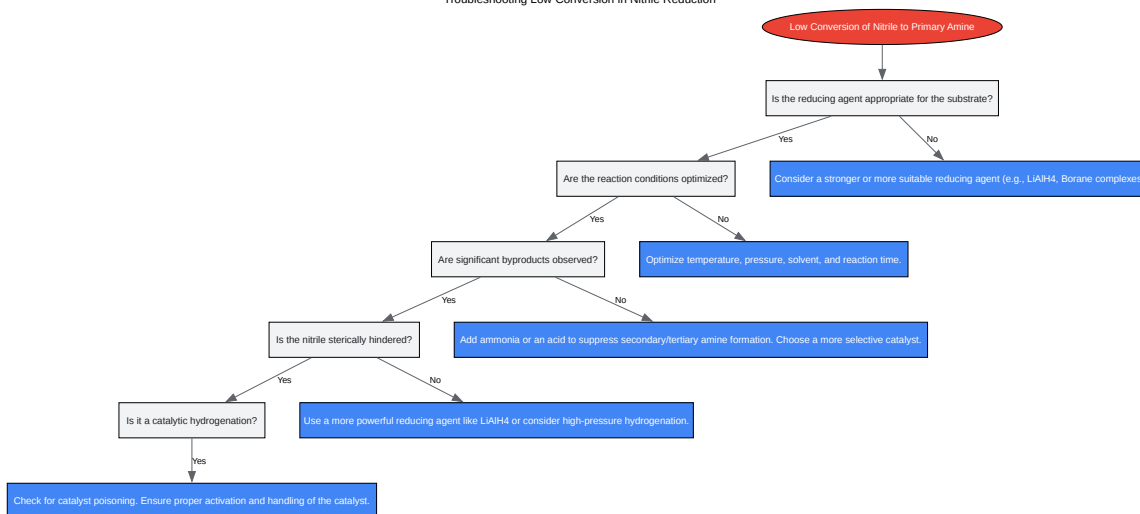 Troubleshooting Low Conversion in Nitrile Reduction
Low Conversion of Nitrile to Primary Amine
Is the reducing agent appropriate for the substrate?
Yes
No
Are the reaction conditions optimized?
Consider a stronger or more suitable reducing agent (e.g., LiAlH4, Borane complexes
Yes
No
Are significant byproducts observed?
Optimize temperature, pressure, solvent, and reaction time.
Yes
No
Is the nitrile sterically hindered?
Add ammonia or an acid to suppress secondary/tertiary amine formation. Choose a more selective catalyst.
Yes
No
Is it a catalytic hydrogenation?
Use a more powerful reducing agent like LiAlH4 or consider high-pressure hydrogenation.
Yes
Check for catalyst poisoning. Ensure proper activation and handling of the catalyst.